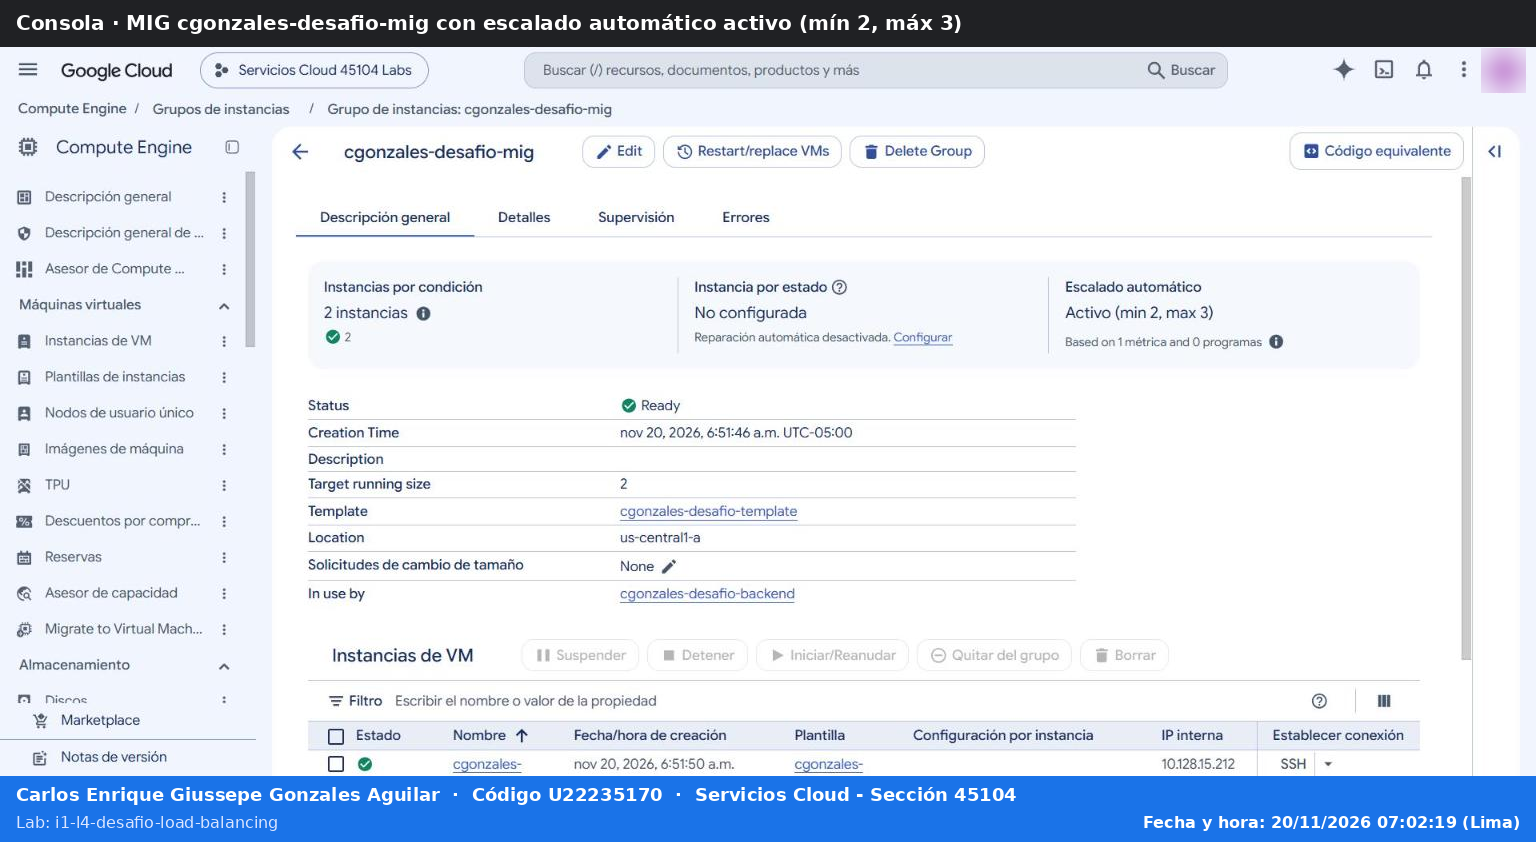 Consola · MIG cgonzales-desafio-mig con escalado automático activo (mín 2, máx 3)
Google Cloud
Servicios Cloud 45104 Labs
Buscar (/) recursos, documentos, productos y más
Buscar
Compute Engine / Grupos de instancias / Grupo de instancias: cgonzales-desafio-mig
Compute Engine
Descripción general
Descripción general de ...
Asesor de Compute ...
Máquinas virtuales
Instancias de VM
Plantillas de instancias
Nodos de usuario único
Imágenes de máquina
TPU
Descuentos por compr...
Reservas
Asesor de capacidad
Migrate to Virtual Mach...
Almacenamiento
Discos
Marketplace
Notas de versión
cgonzales-desafio-mig
Edit
Restart/replace VMs
Delete Group
Código equivalente
Descripción general
Detalles
Supervisión
Errores
Instancias por condición
2 instancias
2
Instancia por estado
No configurada
Reparación automática desactivada. Configurar
Escalado automático
Activo (min 2, max 3)
Based on 1 métrica and 0 programas
Status Ready
Creation Time nov 20, 2026, 6:51:46 a.m. UTC-05:00
Description
Target running size 2
Template cgonzales-desafio-template
Location us-central1-a
Solicitudes de cambio de tamaño None
In use by cgonzales-desafio-backend
Instancias de VM
Suspender
Detener
Iniciar/Reanudar
Quitar del grupo
Borrar
Filtro Escribir el nombre o valor de la propiedad
Estado Nombre Fecha/hora de creación Plantilla Configuración por instancia IP interna Establecer conexión
cgonzales- nov 20, 2026, 6:51:50 a.m. cgonzales- 10.128.15.212 SSH
Carlos Enrique Giussepe Gonzales Aguilar · Código U22235170 · Servicios Cloud - Sección 45104
Lab: i1-l4-desafio-load-balancing
Fecha y hora: 20/11/2026 07:02:19 (Lima)